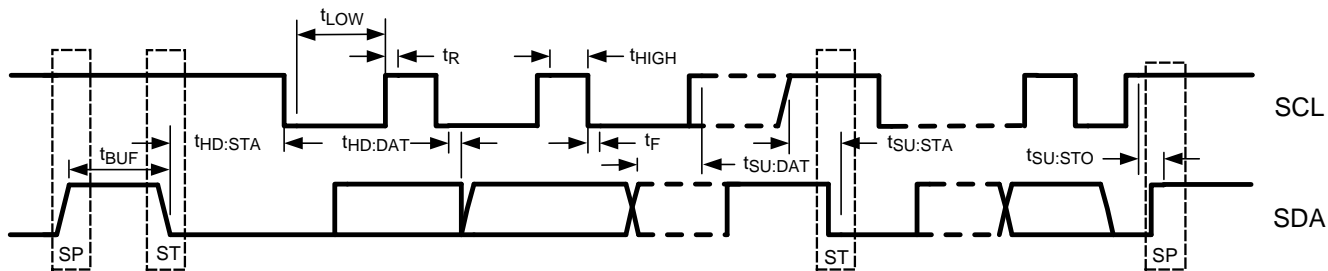 tLOW
tR
tHIGH
SCL
tHD:STA
tHD:DAT
tF
tSU:DAT
tSU:STA
tSU:STO
tBUF
SDA
SP
ST
ST
SP